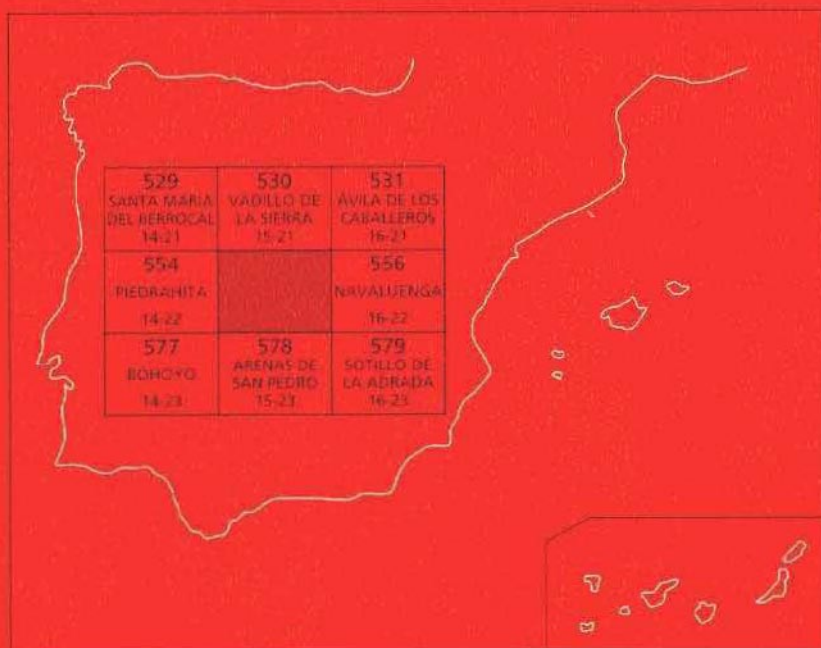 529
SANTA MARIA
DEL BERROCAL
14-21
530
VADILLO DE
LA SIERRA
15-21
ÁVILA DE LOS
CABALLEROS
531
16-21
554
PIEDRAHITA
14-22
556
NAVALUENGA
16-22
577
BOHOYO
14-23
578
ARENAS DE
SAN PEDRO
15-23
579
SOTILLO DE
LA ADRADA
16-23